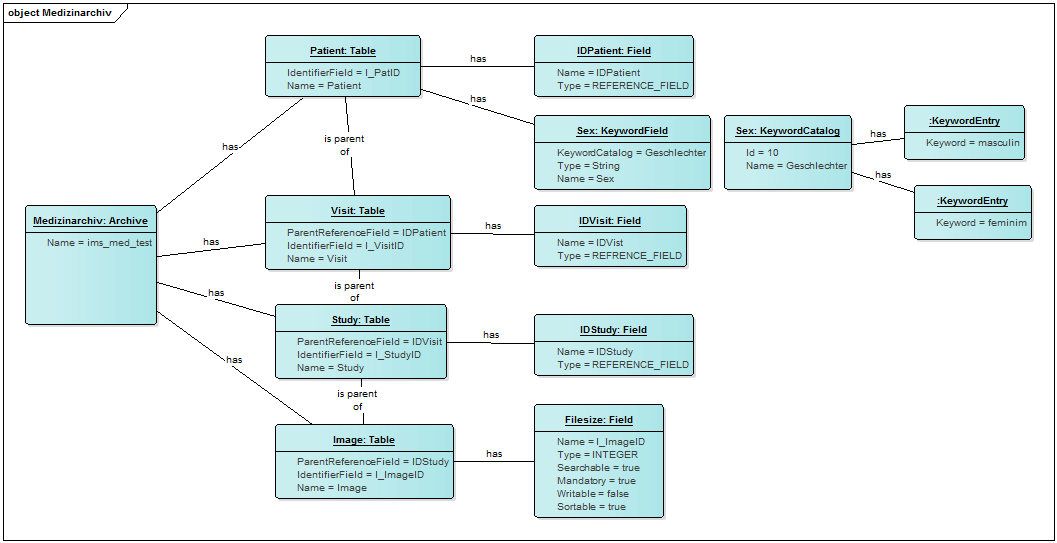 object Medizinarchiv
Patient: Table
IdentifierField = I_PatID
Name = Patient
has
IDPatient: Field
Name = IDPatient
Type = REFERENCE_FIELD
has
Sex: KeywordField
KeywordCatalog = Geschlechter
Type = String
Name = Sex
Sex: KeywordCatalog
Id = 10
Name = Geschlechter
has
:KeywordEntry
Keyword = masculin
has
:KeywordEntry
Keyword = feminim
has
is parent
of
Medizinarchiv: Archive
Name = ims_med_test
has
Visit: Table
ParentReferenceField = IDPatient
IdentifierField = I_VisitID
Name = Visit
has
IDVisit: Field
Name = IDVist
Type = REFRENCE_FIELD
is parent
of
has
Study: Table
ParentReferenceField = IDVisit
IdentifierField = I_StudyID
Name = Study
has
IDStudy: Field
Name = IDStudy
Type = REFERENCE_FIELD
has
is parent
of
Image: Table
ParentReferenceField = IDStudy
IdentifierField = I_ImageID
Name = Image
has
Filesize: Field
Name = I_ImageID
Type = INTEGER
Searchable = true
Mandatory = true
Writable = false
Sortable = true